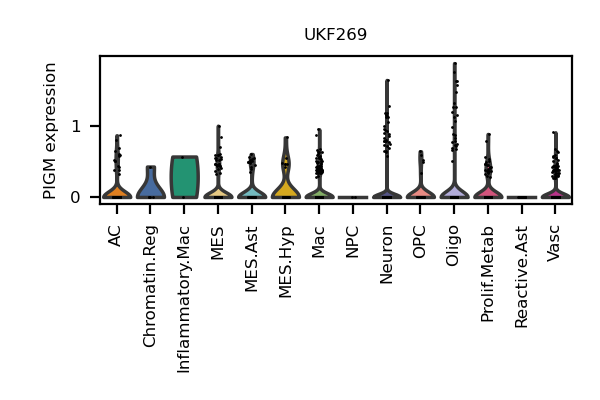 UKF269
PIGM expression
1
0
AC
Chromatin.Reg
Inflammatory.Mac
MES
MES.Ast
MES.Hyp
Mac
NPC
Neuron
OPC
Oligo
Prolif.Metab
Reactive.Ast
Vasc